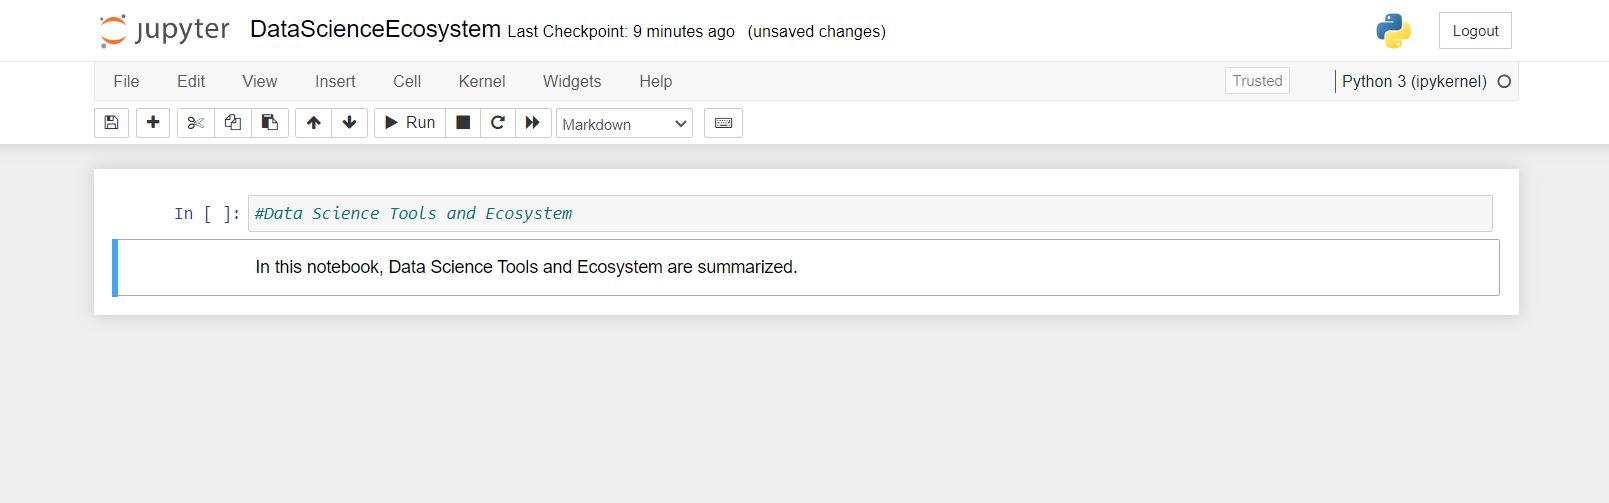 jupyter DataScienceEcosystem Last Checkpoint: 9 minutes ago (unsaved changes) Logout
File Edit View Insert Cell Kernel Widgets Help Trusted Python 3 (ipykernel)
Run Markdown
In [ ]: #Data Science Tools and Ecosystem
In this notebook, Data Science Tools and Ecosystem are summarized.